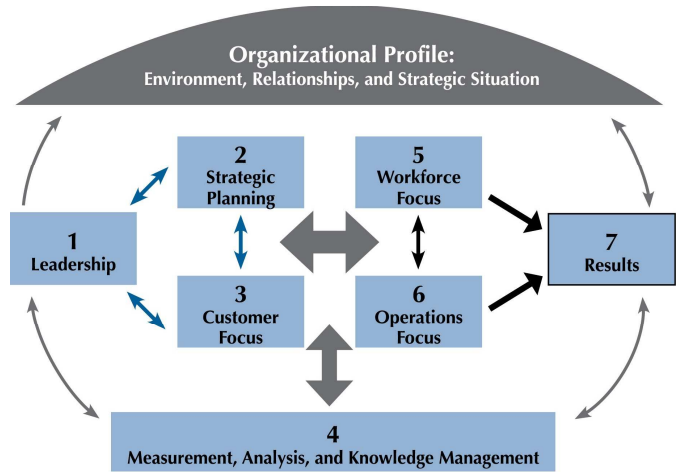 Organizational Profile:
Environment, Relationships, and Strategic Situation
2
Strategic
Planning
5
Workforce
Focus
1
Leadership
7
Results
3
Customer
Focus
6
Operations
Focus
4
Measurement, Analysis, and Knowledge Management